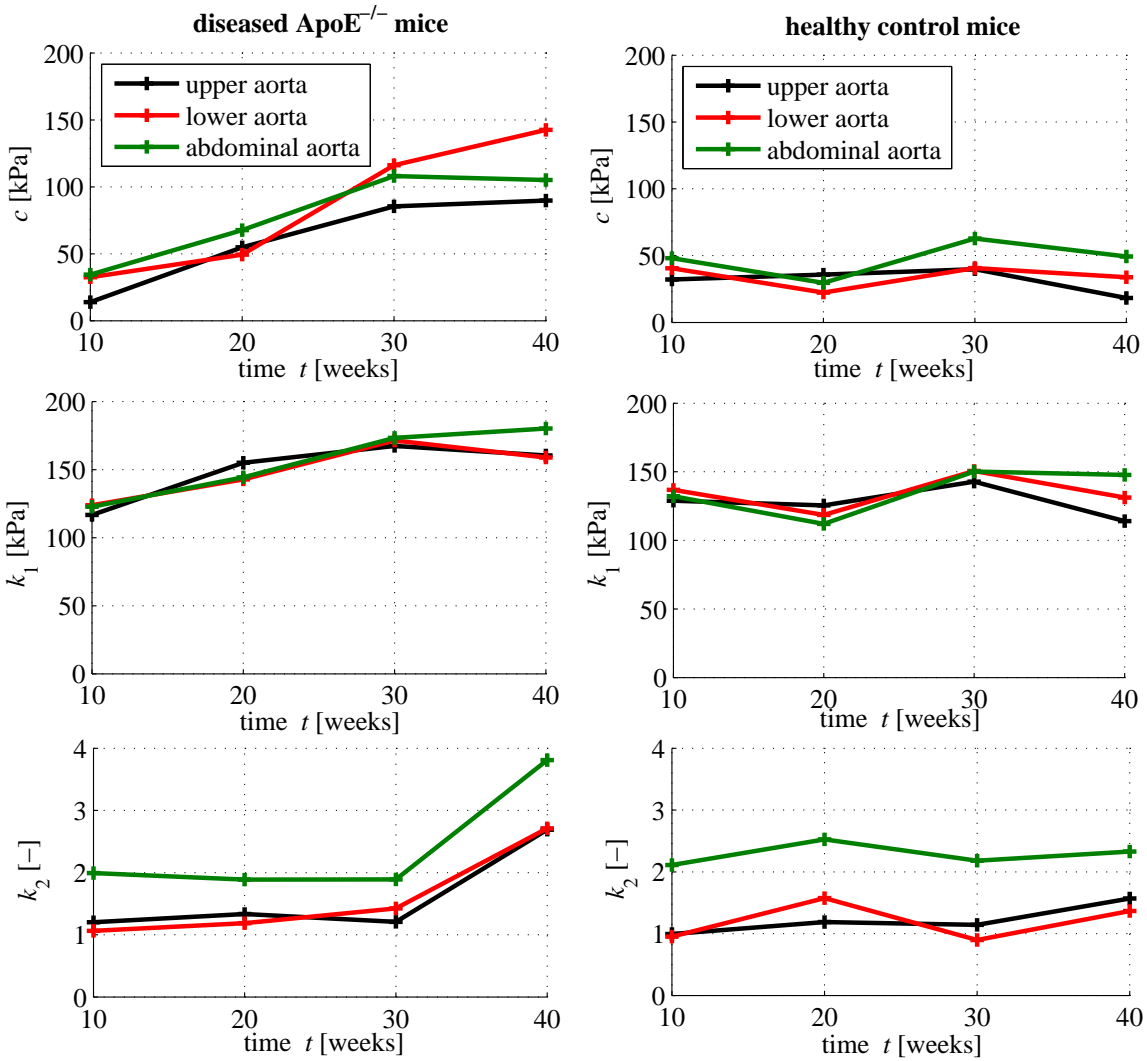 diseased ApoE−/− mice
200
150
100
50
0
c [kPa]
upper aorta
lower aorta
abdominal aorta
10 20 30 40
time t [weeks]
healthy control mice
200
150
100
50
0
c [kPa]
upper aorta
lower aorta
abdominal aorta
10 20 30 40
time t [weeks]
200
150
100
50
0
k1 [kPa]
10 20 30 40
time t [weeks]
200
150
100
50
0
k1 [kPa]
10 20 30 40
time t [weeks]
4
3
2
1
0
k2 [−]
10 20 30 40
time t [weeks]
4
3
2
1
0
k2 [−]
10 20 30 40
time t [weeks]